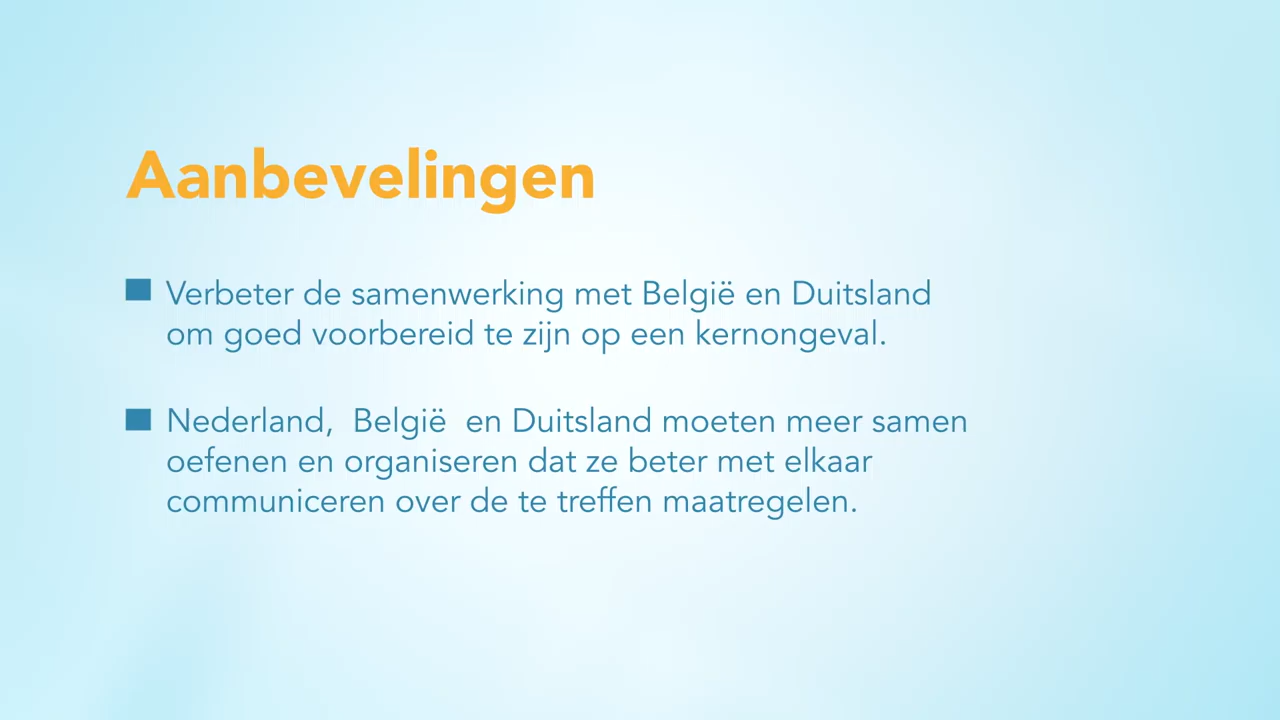 Aanbevelingen
Verbeter de samenwerking met België en Duitsland
om goed voorbereid te zijn op een kernongeval.
Nederland,  België  en Duitsland moeten meer samen
oefenen en organiseren dat ze beter met elkaar
communiceren over de te treffen maatregelen.